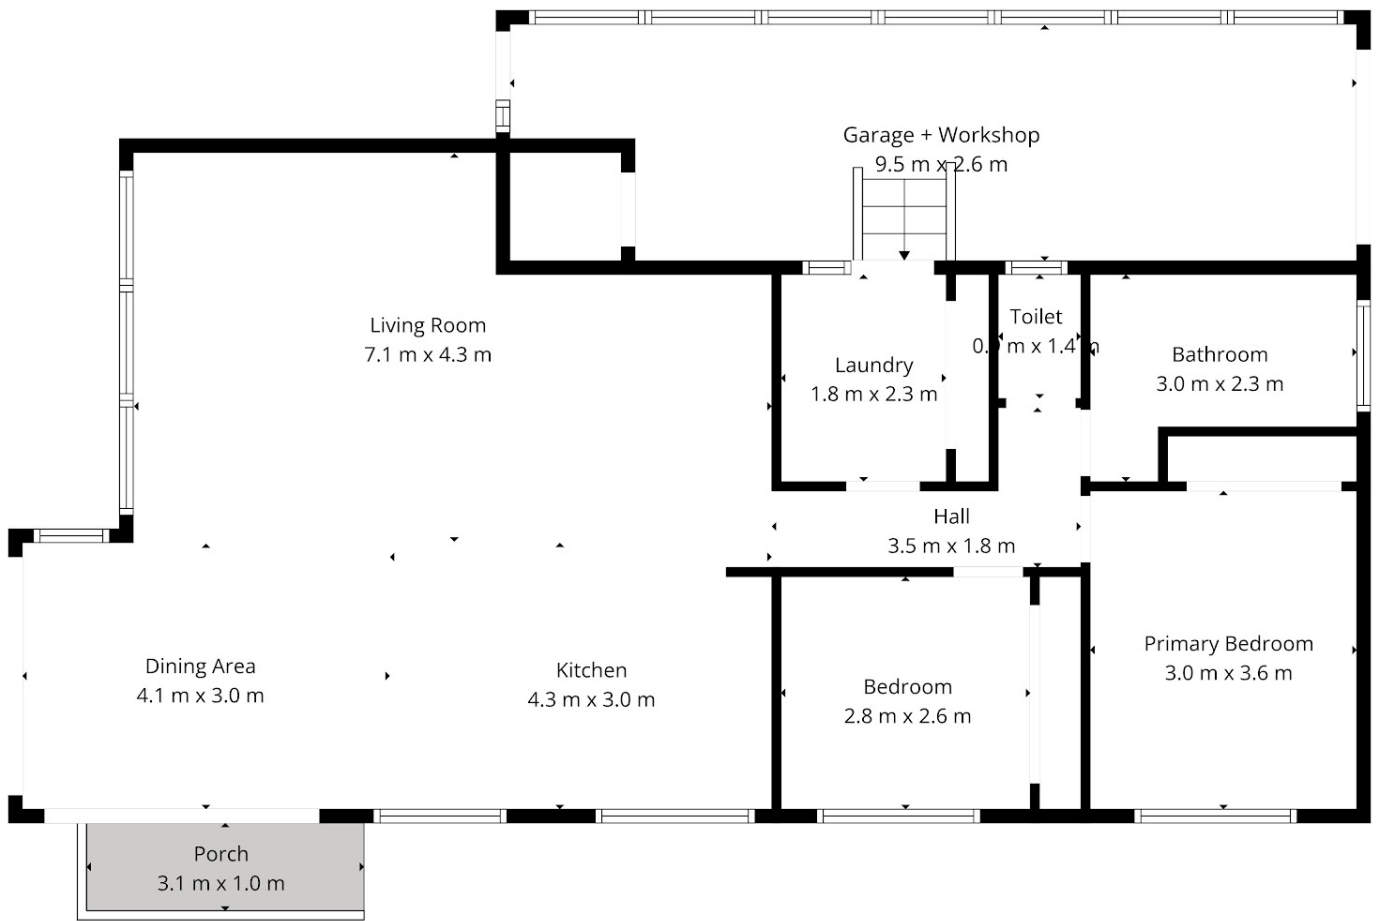 Garage + Workshop
9.5 m x 2.6 m
Living Room
7.1 m x 4.3 m
Toilet
m x 1.4 m
Laundry
1.8 m x 2.3 m
Bathroom
3.0 m x 2.3 m
Hall
3.5 m x 1.8 m
Dining Area
4.1 m x 3.0 m
Kitchen
4.3 m x 3.0 m
Bedroom
2.8 m x 2.6 m
Primary Bedroom
3.0 m x 3.6 m
Porch
3.1 m x 1.0 m